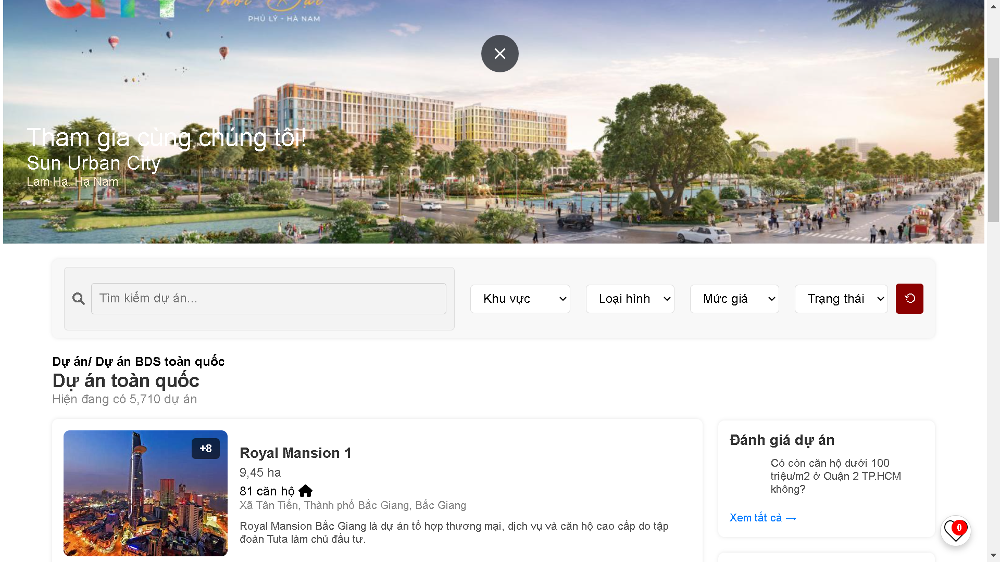 CITY
Thời Đại
PHỦ LÝ - HÀ NAM
Tham gia cùng chúng tôi!
Sun Urban City
Lam Hạ, Hạ Nam
Tìm kiếm dự án...
Khu vực
Loại hình
Mức giá
Trạng thái
Dự án/ Dự án BDS toàn quốc
Dự án toàn quốc
Hiện đang có 5,710 dự án
+8
Royal Mansion 1
9,45 ha
81 căn hộ
Xã Tân Tiến, Thành phố Bắc Giang, Bắc Giang
Royal Mansion Bắc Giang là dự án tổ hợp thương mại, dịch vụ và căn hộ cao cấp do tập
đoàn Tuta làm chủ đầu tư.
Đánh giá dự án
Có còn căn hộ dưới 100
triệu/m2 ở Quận 2 TP.HCM
không?
Xem tất cả →
0